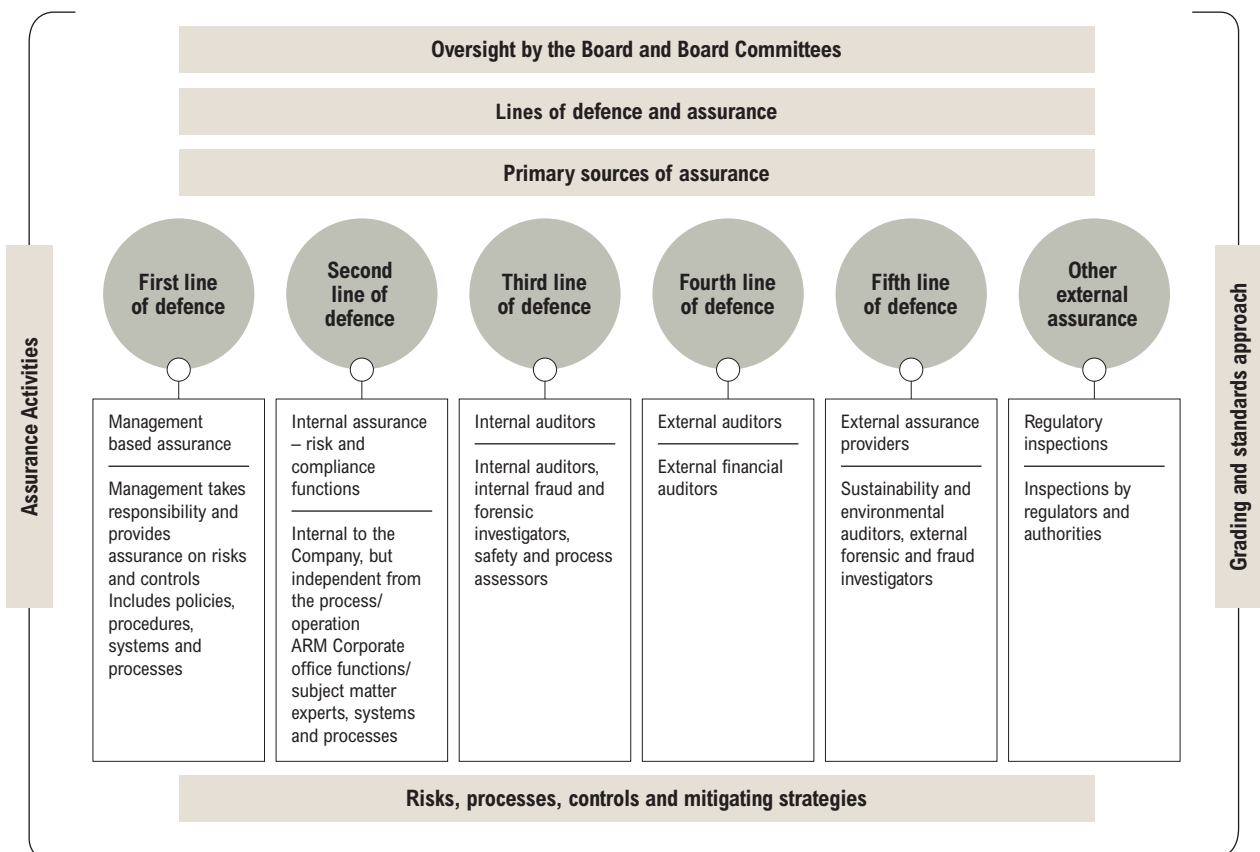 Oversight by the Board and Board Committees
Lines of defence and assurance
Primary sources of assurance
Assurance Activities
Grading and standards approach
First line
of defence
Management
based assurance
Management takes
responsibility and
provides
assurance on risks
and controls
Includes policies,
procedures,
systems and
processes
Second
line of
defence
Internal assurance
– risk and
compliance
functions
Internal to the
Company, but
independent from
the process/
operation
ARM Corporate
office functions/
subject matter
experts, systems
and processes
Third line
of defence
Internal auditors
Internal auditors,
internal fraud and
forensic
investigators,
safety and process
assessors
Fourth line
of defence
External auditors
External financial
auditors
Fifth line
of defence
External assurance
providers
Sustainability and
environmental
auditors, external
forensic and fraud
investigators
Other
external
assurance
Regulatory
inspections
Inspections by
regulators and
authorities
Risks, processes, controls and mitigating strategies